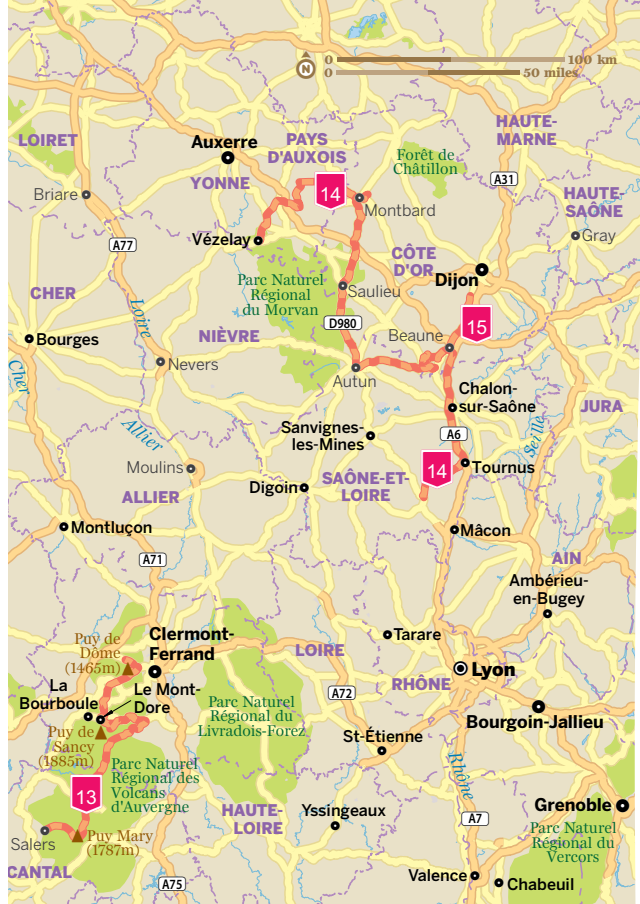 0 100 km
0 50 miles
N
HAUTE-
MARNE
LOIRET
Auxerre
PAYS
D'AUXOIS
Forêt de
Châtillon
YONNE
14
A31
HAUTE-
SAÔNE
Briare
Montbard
Gray
Vézelay
A77
CÔTE
D'OR
Dijon
Parc Naturel
Régional
du Morvan
Saulieu
CHER
Loire
D980
15
NIÈVRE
Beaune
Bourges
Nevers
Autun
Cher
Chalon-
sur-Saône
JURA
Allier
Sanvignes-
les-Mines
A6
Seille
Moulins
14
Tournus
SAÔNE-ET-
LOIRE
Digoin
ALLIER
Montluçon
Mâcon
A71
AIN
Ambérieu-
en-Bugey
Puy de
Dôme
(1465m)
Clermont-
Ferrand
Tarare
LOIRE
Lyon
RHÔNE
La
Bourboule
Le Mont-
Dore
A72
Parc Naturel
Régional du
Livradois-Forez
Bourgoin-Jallieu
Puy de
Sancy
(1885m)
St-Étienne
Parc Naturel
Régional des
Volcans
d'Auvergne
Rhône
13
HAUTE-
LOIRE
Yssingeaux
Grenoble
A7
Puy Mary
(1787m)
Salers
Parc Naturel
Régional du
Vercors
CANTAL
A75
Valence
Chabeuil